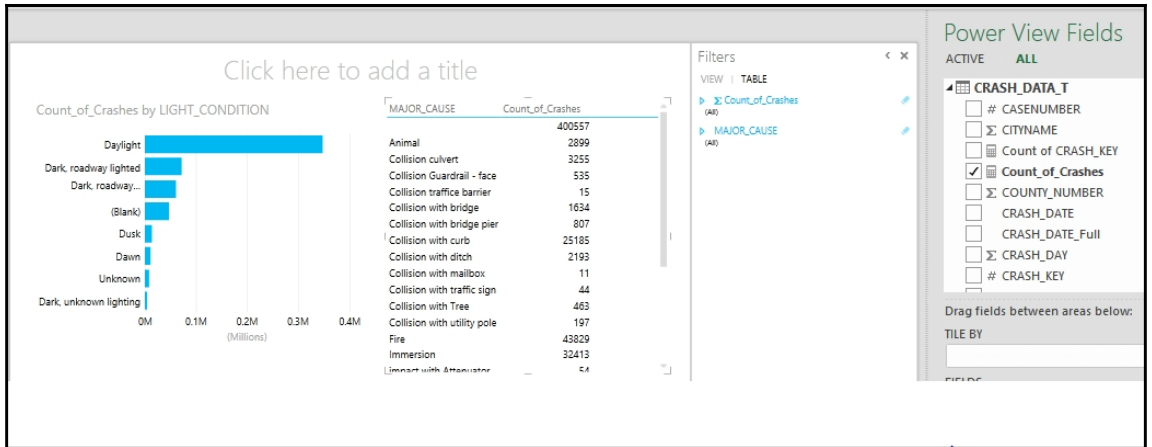 Click here to add a title
Count_of_Crashes by LIGHT_CONDITION
Daylight
Dark, roadway lighted
Dark, roadway...
(Blank)
Dusk
Dawn
Unknown
Dark, unknown lighting
0M 0.1M 0.2M 0.3M 0.4M
(Millions)
MAJOR_CAUSE Count_of_Crashes
400557
Animal 2899
Collision culvert 3255
Collision Guardrail - face 535
Collision traffice barrier 15
Collision with bridge 1634
Collision with bridge pier 807
Collision with curb 25185
Collision with ditch 2193
Collision with mailbox 11
Collision with traffic sign 44
Collision with Tree 463
Collision with utility pole 197
Fire 43829
Immersion 32413
impact with Attenuator 54
Filters
VIEW | TABLE
Σ Count_of_Crashes
(All)
MAJOR_CAUSE
(All)
Power View Fields
ACTIVE ALL
CRASH_DATA_T
# CASENUMBER
Σ CITYNAME
Count of CRASH_KEY
Count_of_Crashes
Σ COUNTY_NUMBER
CRASH_DATE
CRASH_DATE_Full
Σ CRASH_DAY
# CRASH_KEY
Drag fields between areas below:
TILE BY
FIELDS